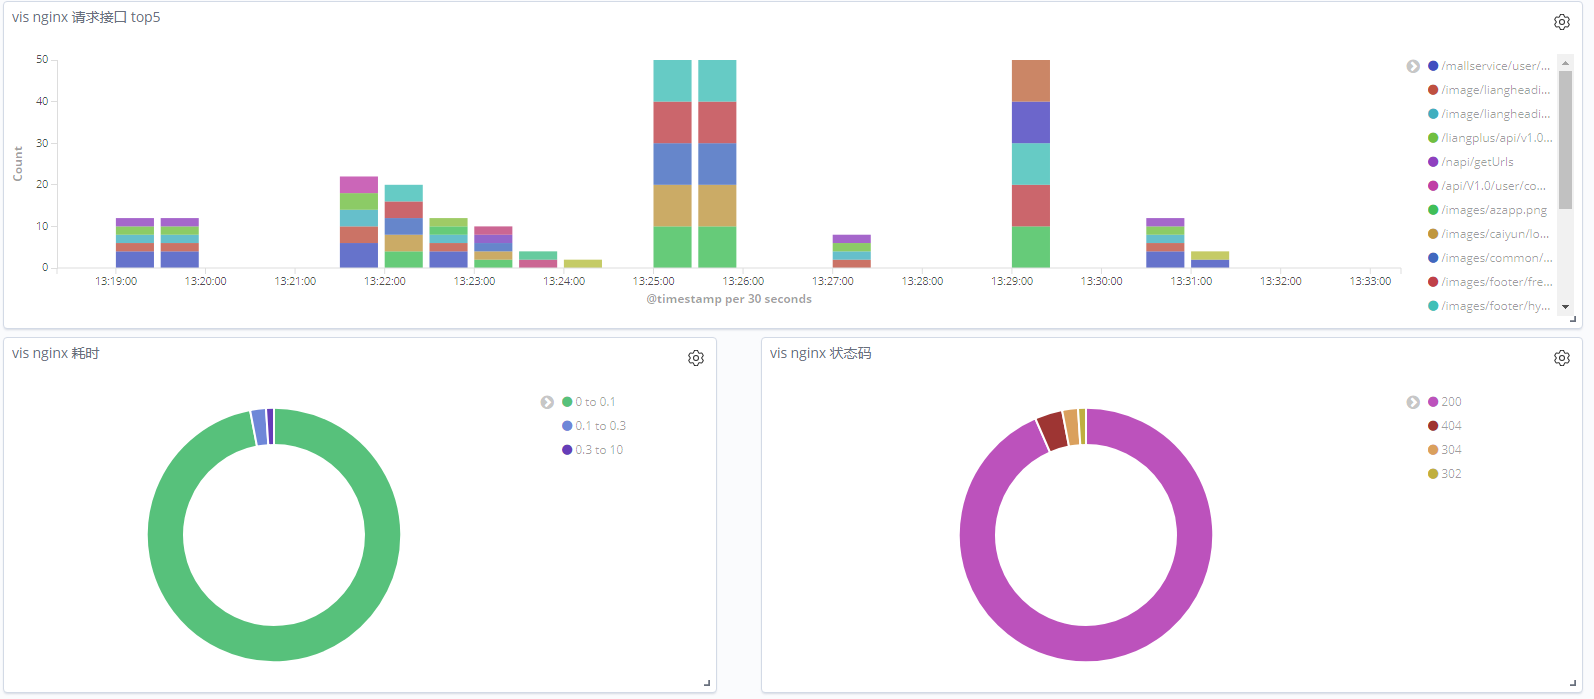 vis nginx 请求接口 top5
50
40
30
20
10
0
Count
13:19:00 13:20:00 13:21:00 13:22:00 13:23:00 13:24:00 13:25:00 13:26:00 13:27:00 13:28:00 13:29:00 13:30:00 13:31:00 13:32:00 13:33:00
@timestamp per 30 seconds
/mallservice/user/...
/image/liangheadi...
/image/liangheadi...
/liangplus/api/v1.0...
/napi/getUrls
/api/V1.0/user/co...
/images/azapp.png
/images/caiyun/lo...
/images/common/...
/images/footer/fre...
/images/footer/hy...
vis nginx 耗时
0 to 0.1
0.1 to 0.3
0.3 to 10
vis nginx 状态码
200
404
304
302